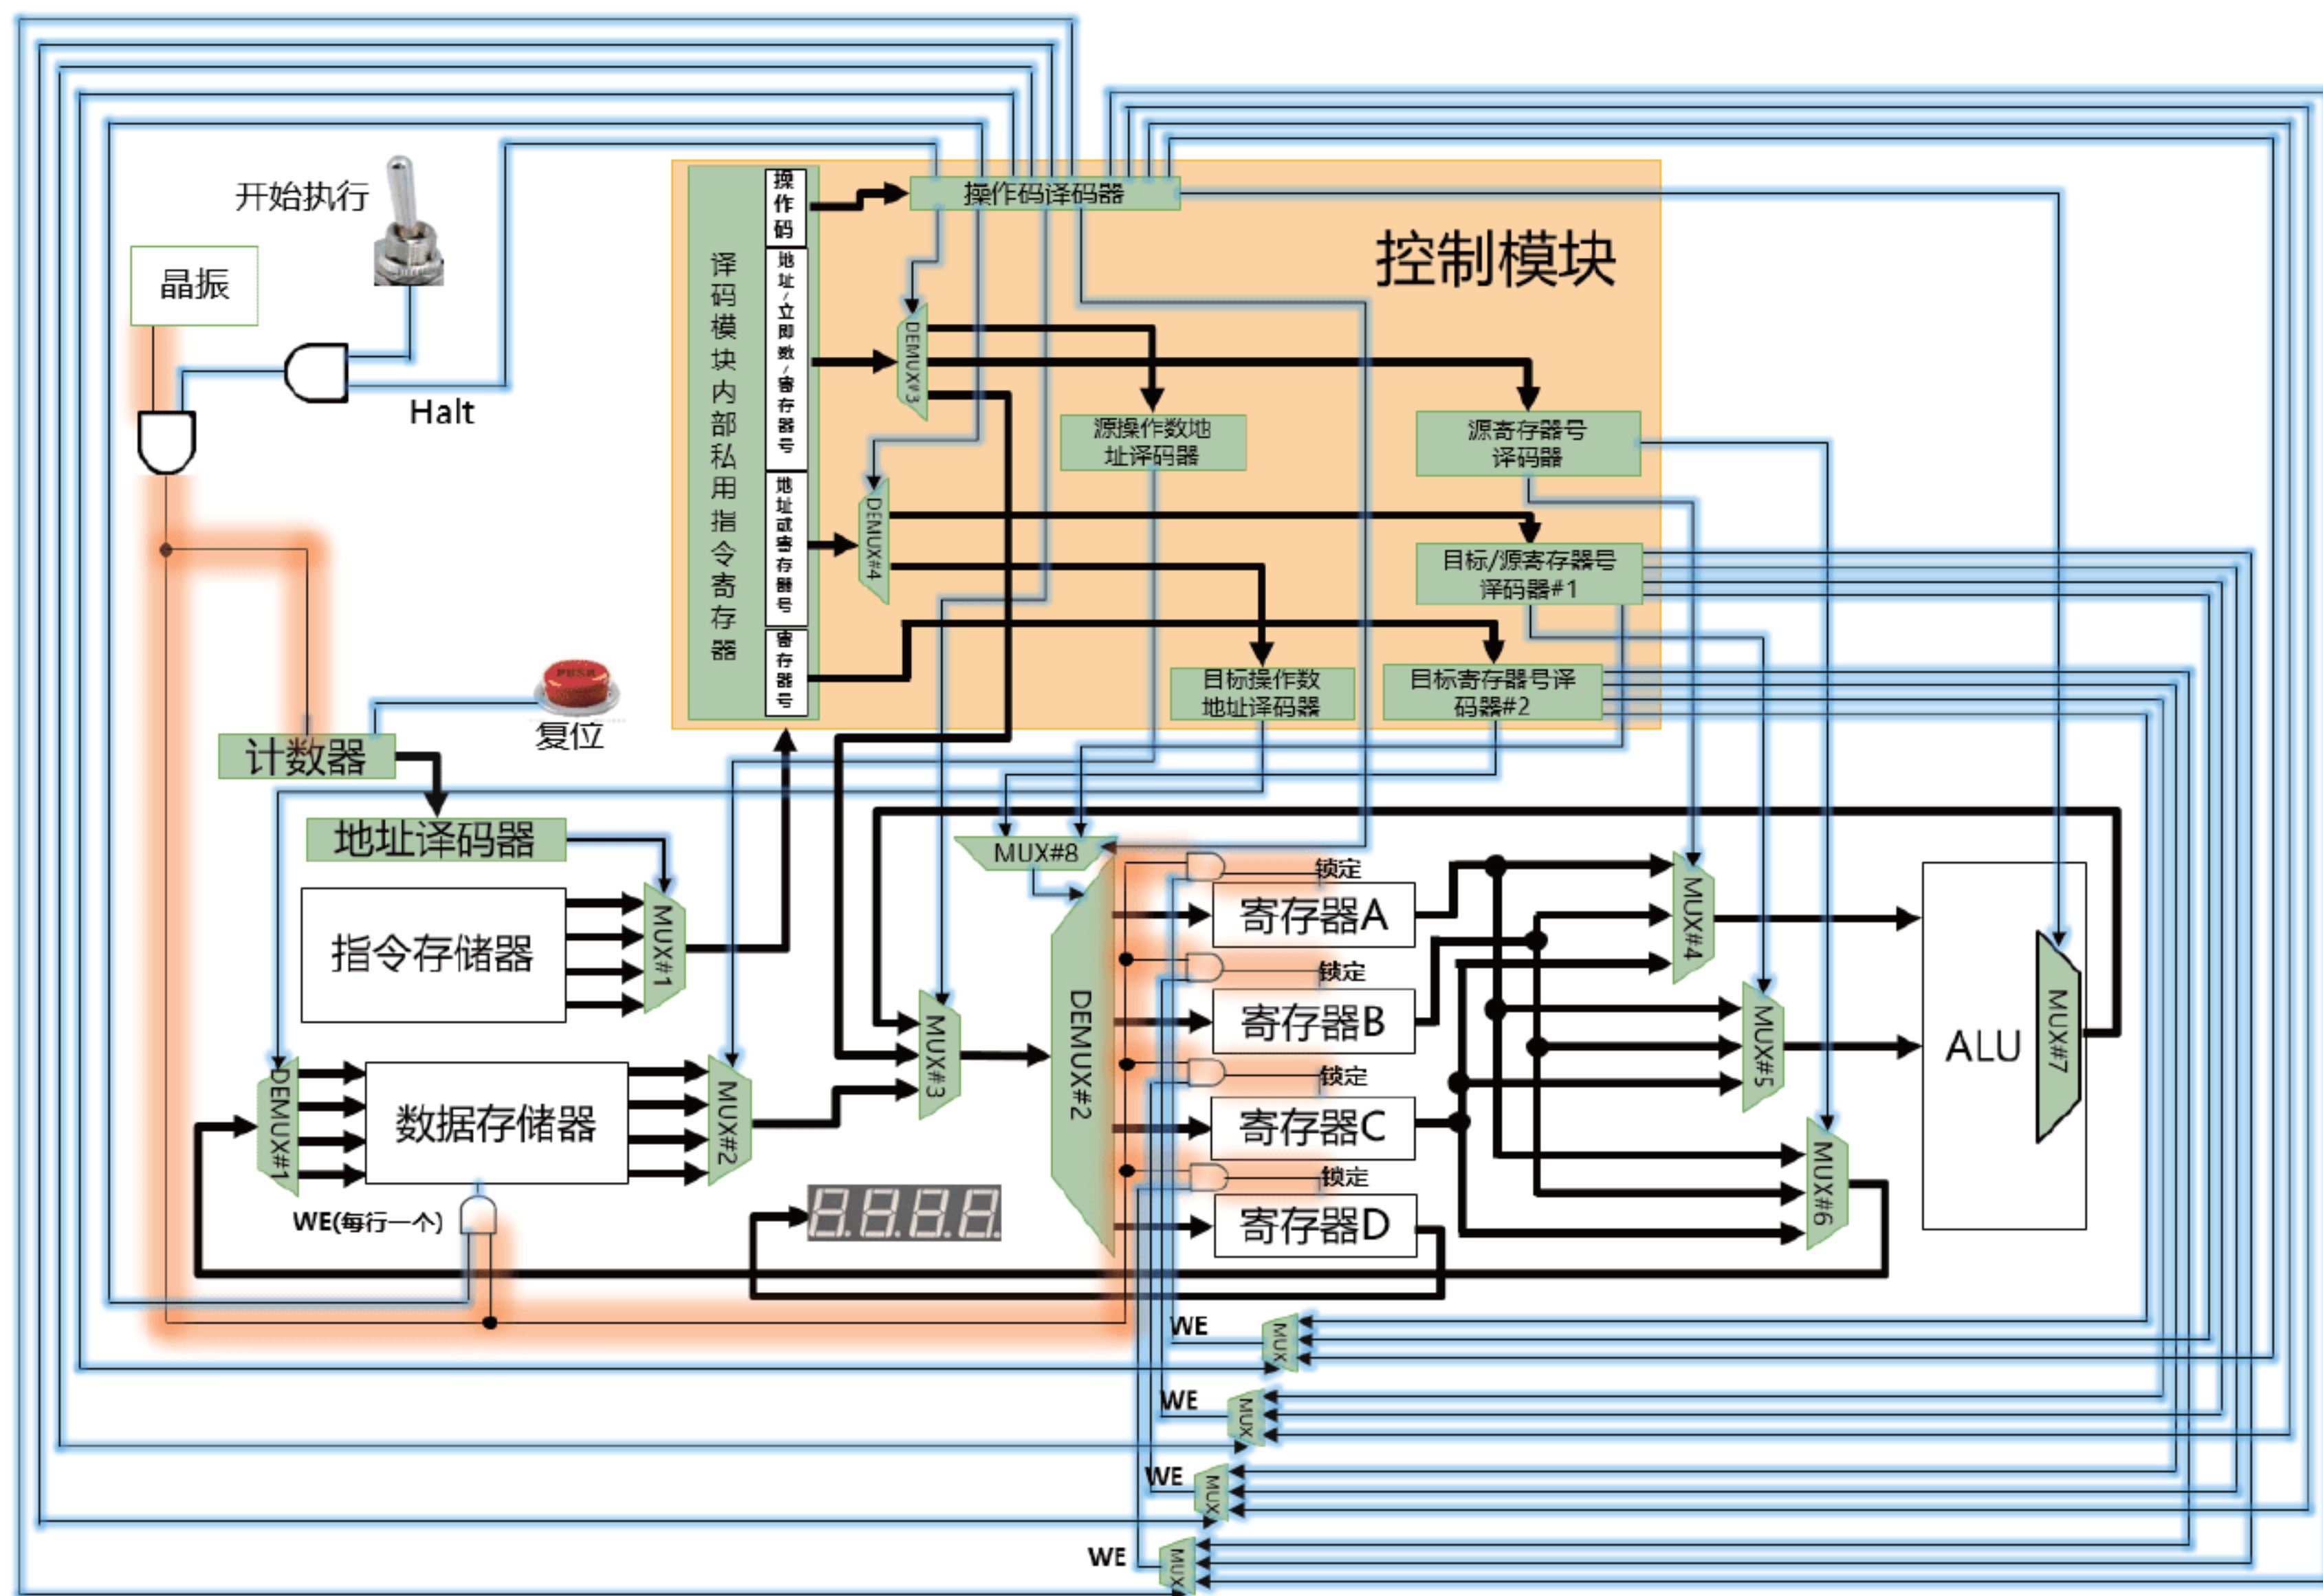 开始执行
晶振
Halt
控制模块
操作码译码器
译码模块内部私用指令寄存器
操作码
地址/立即数/寄存器号
地址或寄存器号
寄存器号
DEMUX#3
DEMUX#4
源操作数地
址译码器
源寄存器号
译码器
目标/源寄存器号
译码器#1
目标操作数
地址译码器
目标寄存器号译
码器#2
PUSH
复位
计数器
地址译码器
指令存储器
MUX#1
DEMUX#1
数据存储器
MUX#2
WE(每行一个)
MUX#3
MUX#8
DEMUX#2
锁定
寄存器A
锁定
寄存器B
锁定
寄存器C
锁定
寄存器D
8.8.8.8.
MUX#4
MUX#5
MUX#6
ALU
MUX#7
WE
MUX
WE
MUX
WE
MUX
WE
MUX